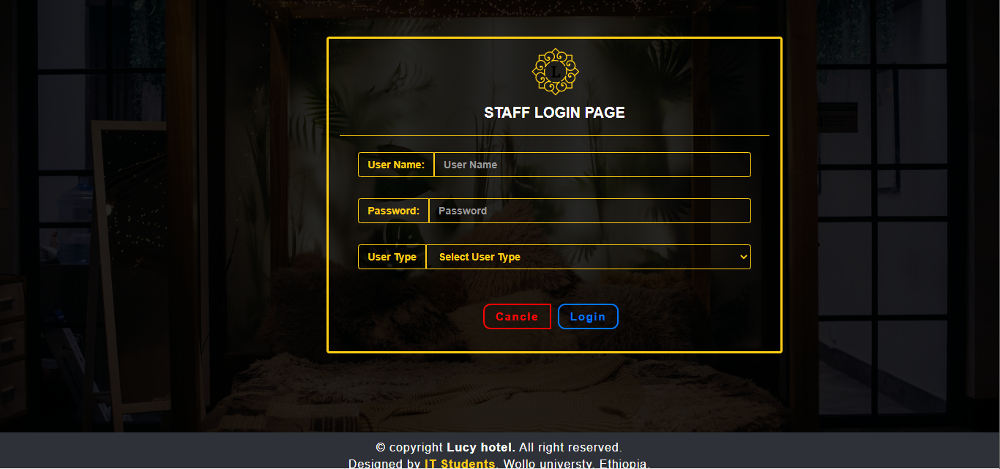 L
STAFF LOGIN PAGE
User Name: User Name
Password: Password
User Type Select User Type
Cancle Login
© copyright Lucy hotel. All right reserved.
Designed by IT Students. Wollo universty, Ethiopia.